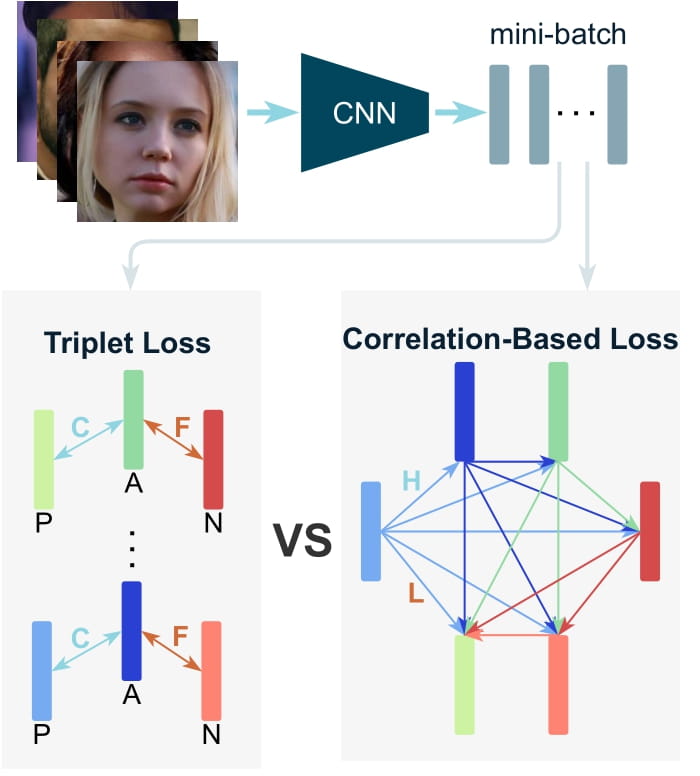 mini-batch
CNN
. . .
Triplet Loss
C
F
A
P
N
VS
C
F
A
P
N
Correlation-Based Loss
H
L